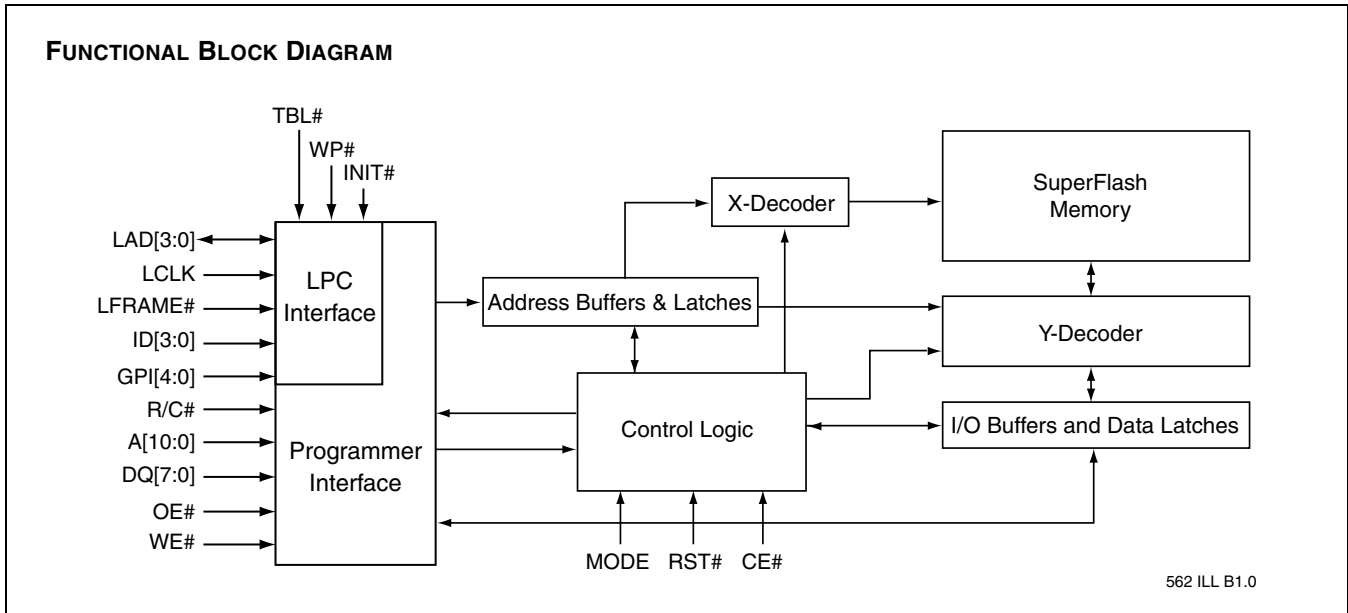 FUNCTIONAL BLOCK DIAGRAM
TBL#
WP#
INIT#
LAD[3:0]
LCLK
LFRAME#
ID[3:0]
GPI[4:0]
R/C#
A[10:0]
DQ[7:0]
OE#
WE#
LPC
Interface
Programmer
Interface
Address Buffers & Latches
X-Decoder
Control Logic
MODE
RST#
CE#
SuperFlash
Memory
Y-Decoder
I/O Buffers and Data Latches
562 ILL B1.0